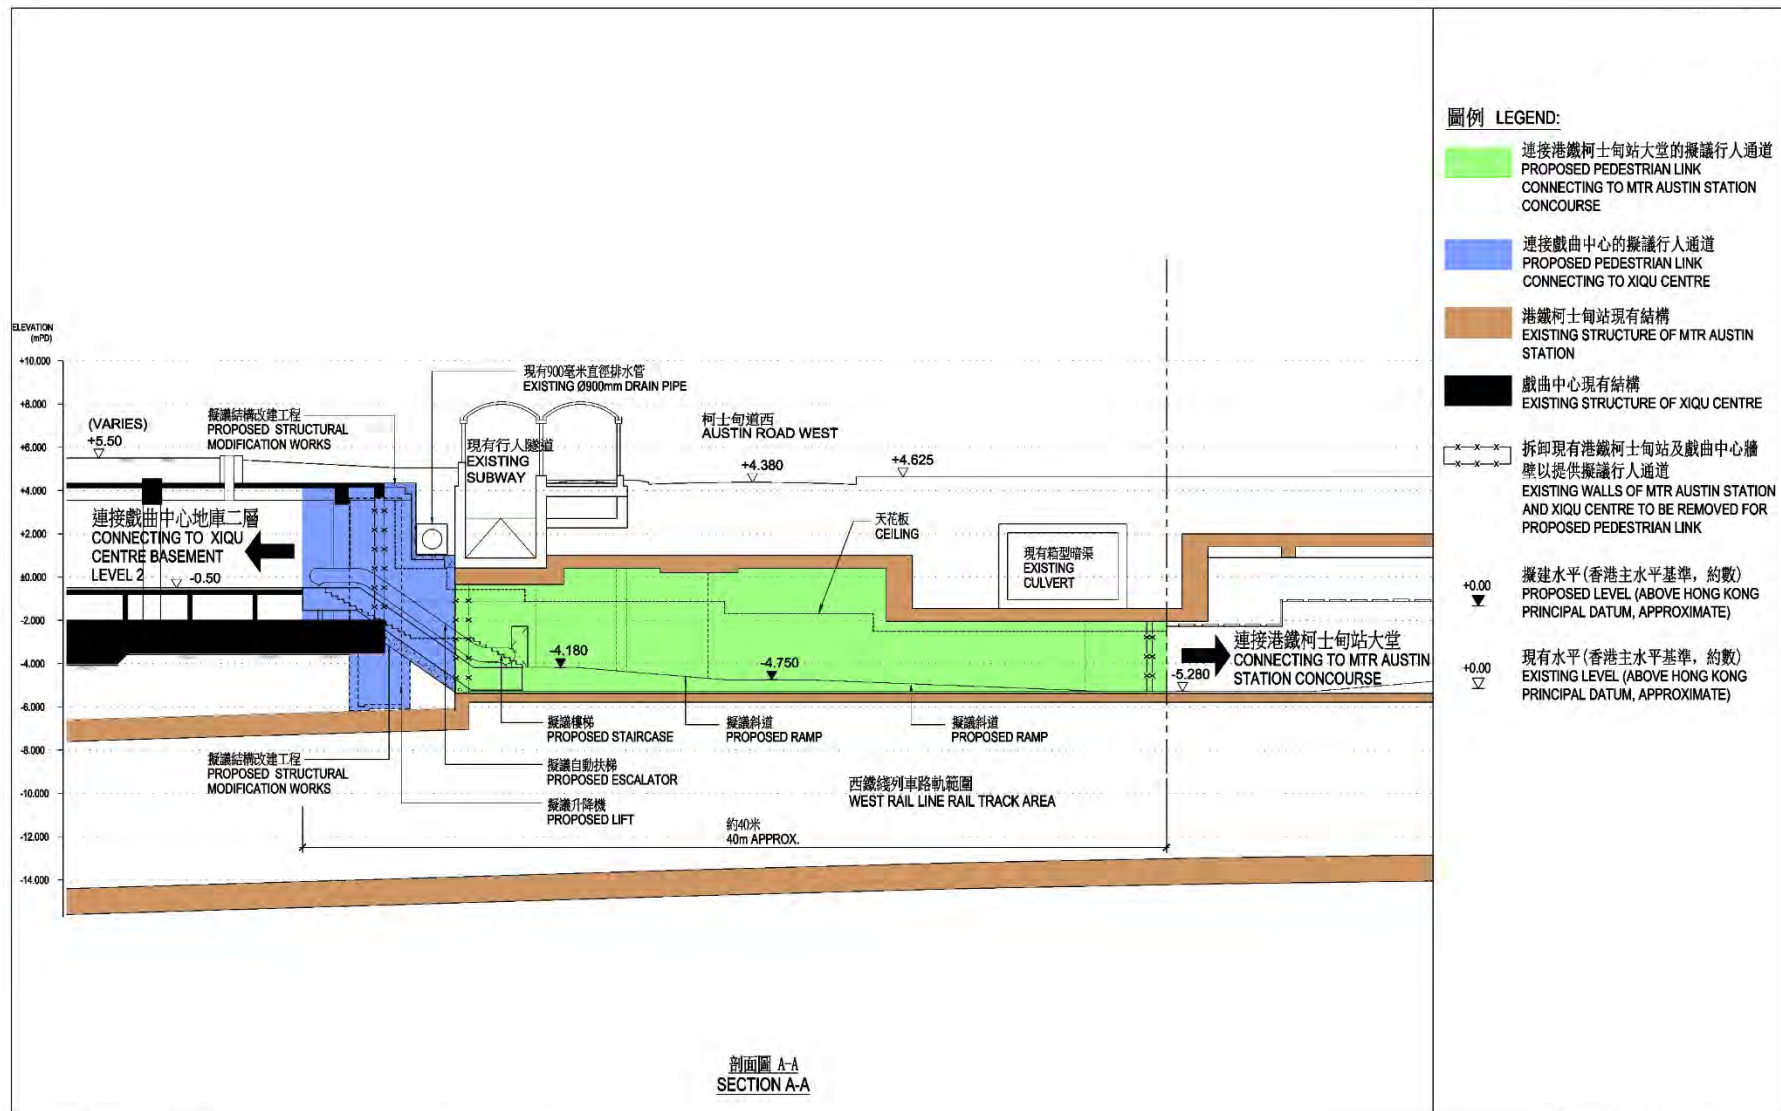 圖例 LEGEND:
連接港鐵柯士甸站大堂的擬議行人通道
PROPOSED PEDESTRIAN LINK
CONNECTING TO MTR AUSTIN STATION
CONCOURSE
連接戲曲中心的擬議行人通道
PROPOSED PEDESTRIAN LINK
CONNECTING TO XIQU CENTRE
港鐵柯士甸站現有結構
EXISTING STRUCTURE OF MTR AUSTIN
STATION
戲曲中心現有結構
EXISTING STRUCTURE OF XIQU CENTRE
拆卸現有港鐵柯士甸站及戲曲中心牆
壁以提供擬議行人通道
EXISTING WALLS OF MTR AUSTIN STATION
AND XIQU CENTRE TO BE REMOVED FOR
PROPOSED PEDESTRIAN LINK
+0.00
擬建水平(香港主水平基準，約數)
PROPOSED LEVEL (ABOVE HONG KONG
PRINCIPAL DATUM, APPROXIMATE)
+0.00
現有水平(香港主水平基準，約數)
EXISTING LEVEL (ABOVE HONG KONG
PRINCIPAL DATUM, APPROXIMATE)
ELEVATION
(mPD)
+10.000
+8.000
+6.000
+4.000
+2.000
±0.000
-2.000
-4.000
-6.000
-8.000
-10.000
-12.000
-14.000
(VARIES)
+5.50
擬議結構改建工程
PROPOSED STRUCTURAL
MODIFICATION WORKS
現有900毫米直徑排水管
EXISTING Ø900mm DRAIN PIPE
現有行人隧道
EXISTING
SUBWAY
柯士甸道西
AUSTIN ROAD WEST
+4.380
+4.625
連接戲曲中心地庫二層
CONNECTING TO XIQU
CENTRE BASEMENT
LEVEL 2
-0.50
天花板
CEILING
現有箱型暗渠
EXISTING
CULVERT
-4.180
-4.750
連接港鐵柯士甸站大堂
CONNECTING TO MTR AUSTIN
STATION CONCOURSE
-5.280
擬議樓梯
PROPOSED STAIRCASE
擬議斜道
PROPOSED RAMP
擬議斜道
PROPOSED RAMP
擬議結構改建工程
PROPOSED STRUCTURAL
MODIFICATION WORKS
擬議自動扶梯
PROPOSED ESCALATOR
擬議升降機
PROPOSED LIFT
西鐵綫列車路軌範圍
WEST RAIL LINE RAIL TRACK AREA
約40米
40m APPROX.
剖面圖 A-A
SECTION A-A